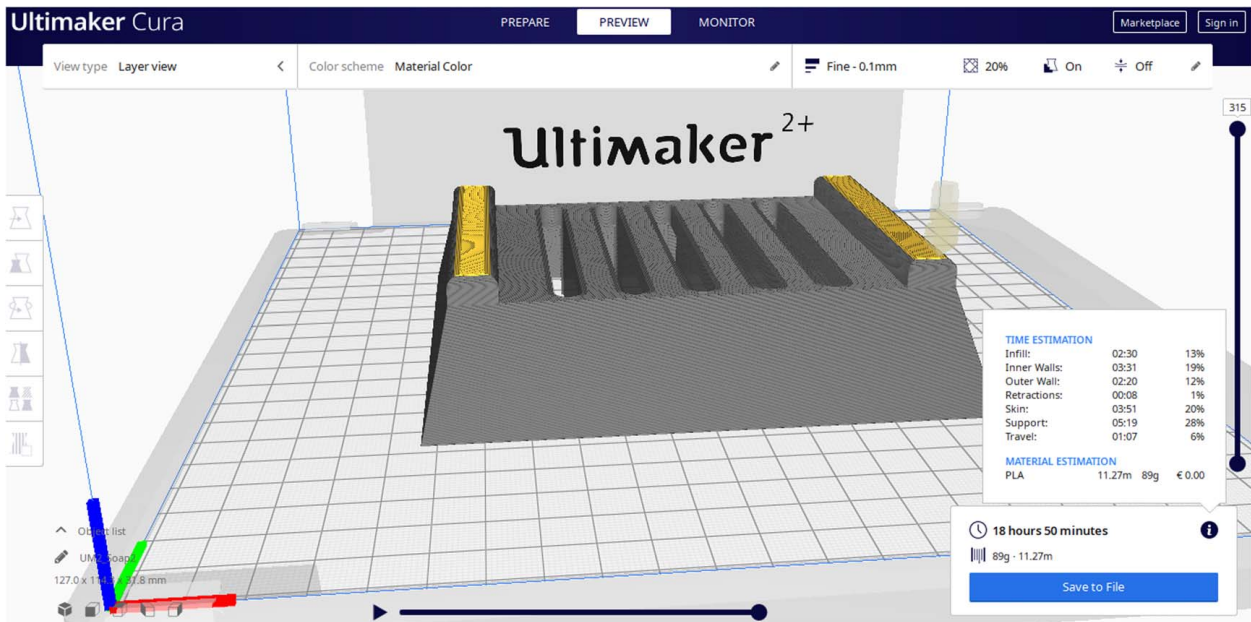 Ultimaker Cura
PREPARE PREVIEW MONITOR
Marketplace Sign in
View type Layer view
Color scheme Material Color
Fine - 0.1mm 20% On Off
315
Ultimaker 2+
TIME ESTIMATION
Infill: 02:30 13%
Inner Walls: 03:31 19%
Outer Wall: 02:20 12%
Retractions: 00:08 1%
Skin: 03:51 20%
Support: 05:19 28%
Travel: 01:07 6%
MATERIAL ESTIMATION
PLA 11.27m 89g € 0.00
Object list
18 hours 50 minutes
89g · 11.27m
Save to File